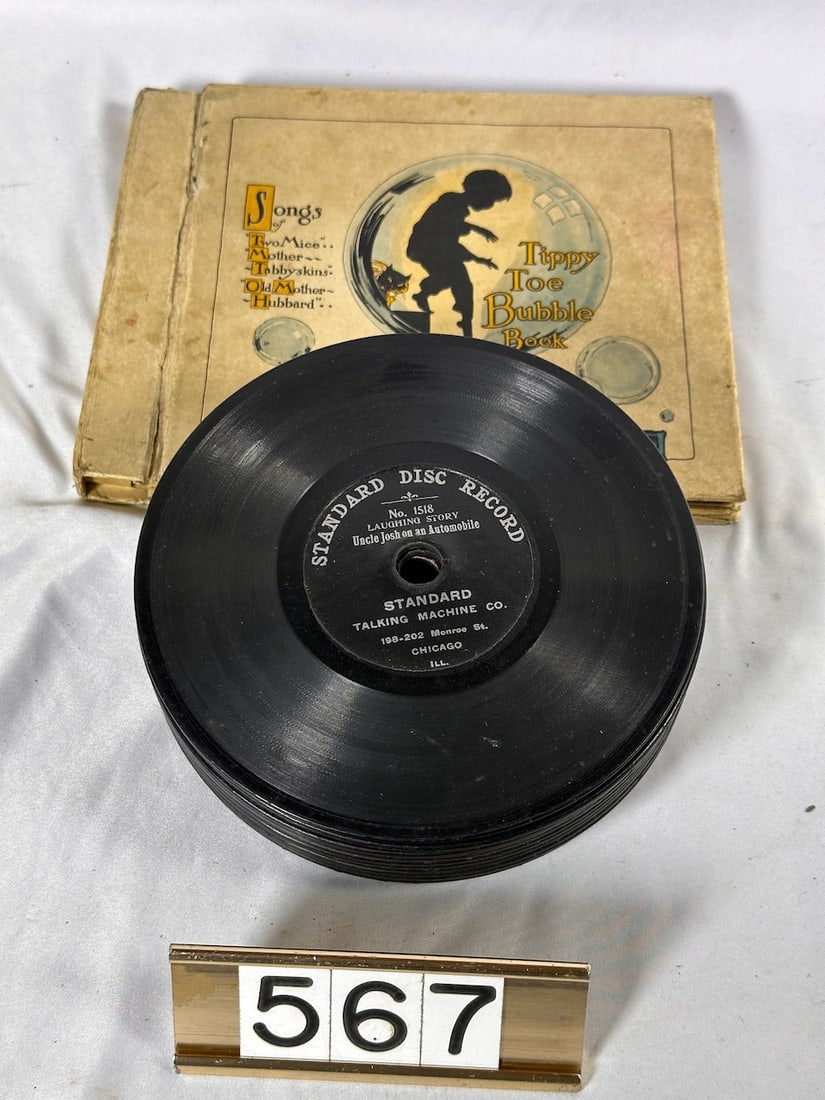 Songs
of
"Two Mice"..
Mother~
~Tabbyskins"
"Old Mother~
~Hubbard"..
Tippy
Toe
Bubble
Book
STANDARD DISC RECORD
No. 1518
LAUGHING STORY
Uncle Josh on an Automobile
STANDARD
TALKING MACHINE CO.
198-202 Monroe St.
CHICAGO
ILL.
567